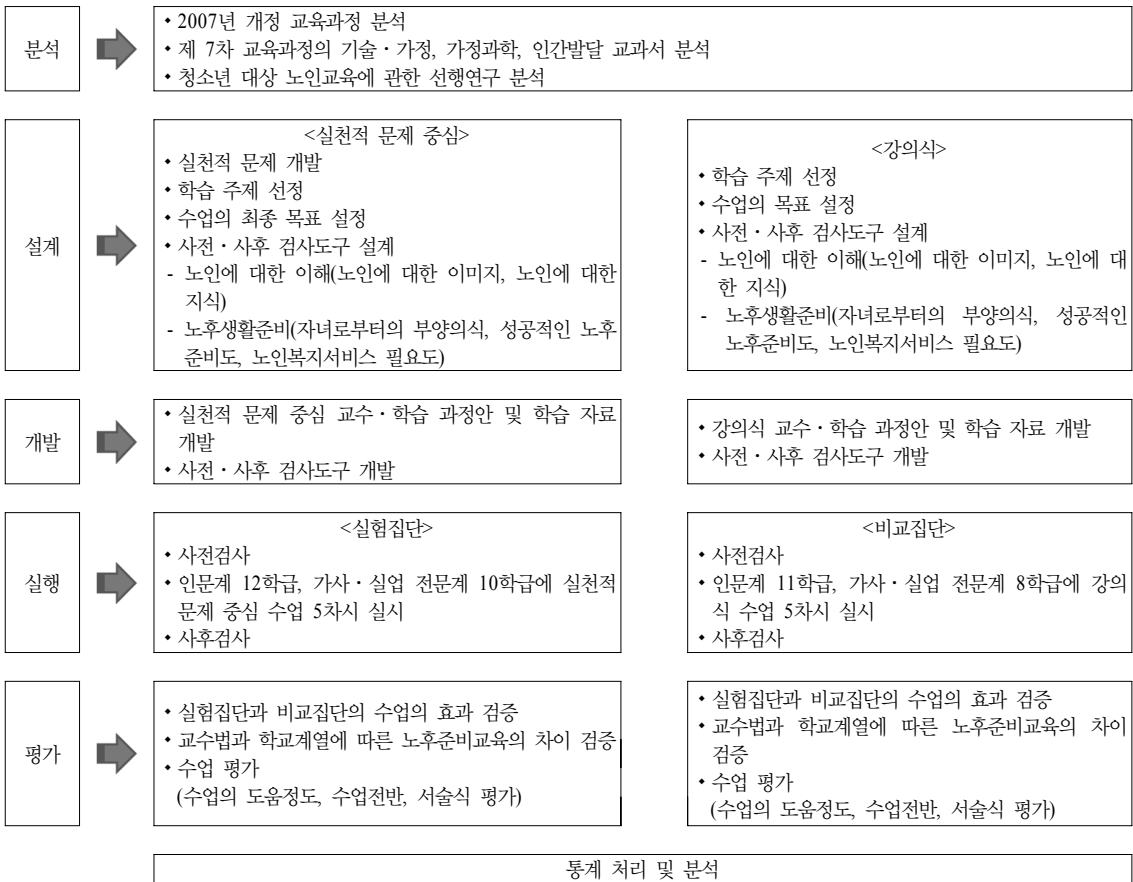 분석
• 2007년 개정 교육과정 분석
• 제 7차 교육과정의 기술・가정, 가정과학, 인간발달 교과서 분석
• 청소년 대상 노인교육에 관한 선행연구 분석
설계
<실천적 문제 중심>
• 실천적 문제 개발
• 학습 주제 선정
• 수업의 최종 목표 설정
• 사전・사후 검사도구 설계
- 노인에 대한 이해(노인에 대한 이미지, 노인에 대한
지식)
- 노후생활준비(자녀로부터의 부양의식, 성공적인 노후
준비도, 노인복지서비스 필요도)
<강의식>
• 학습 주제 선정
• 수업의 목표 설정
• 사전・사후 검사도구 설계
- 노인에 대한 이해(노인에 대한 이미지, 노인에 대
한 지식)
- 노후생활준비(자녀로부터의 부양의식, 성공적인
노후준비도, 노인복지서비스 필요도)
개발
• 실천적 문제 중심 교수・학습 과정안 및 학습 자료
개발
• 사전・사후 검사도구 개발
• 강의식 교수・학습 과정안 및 학습 자료 개발
• 사전・사후 검사도구 개발
실행
<실험집단>
• 사전검사
• 인문계 12학급, 가사・실업 전문계 10학급에 실천적
문제 중심 수업 5차시 실시
• 사후검사
<비교집단>
• 사전검사
• 인문계 11학급, 가사・실업 전문계 8학급에 강의
식 수업 5차시 실시
• 사후검사
평가
• 실험집단과 비교집단의 수업의 효과 검증
• 교수법과 학교계열에 따른 노후준비교육의 차이 검증
• 수업 평가
(수업의 도움정도, 수업전반, 서술식 평가)
• 실험집단과 비교집단의 수업의 효과 검증
• 교수법과 학교계열에 따른 노후준비교육의 차이
검증
• 수업 평가
(수업의 도움정도, 수업전반, 서술식 평가)
통계 처리 및 분석